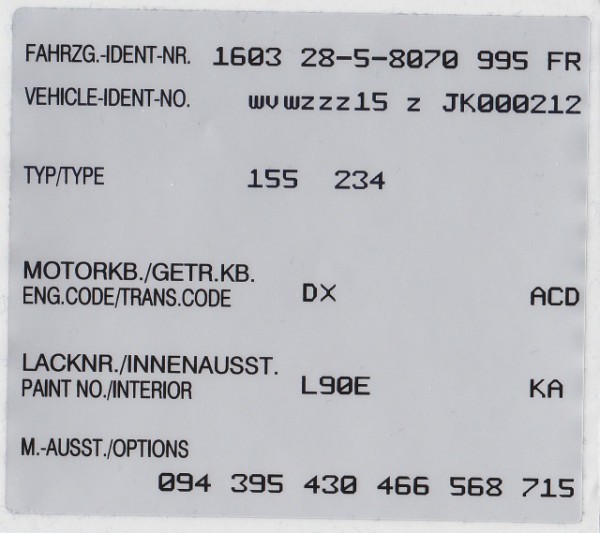 FAHRZG.-IDENT-NR. 1603 28-5-8070 995 FR
VEHICLE-IDENT-NO. wvwzzz15 z JK000212
TYP/TYPE 155 234
MOTORKB./GETR.KB.
ENG.CODE/TRANS.CODE DX ACD
LACKNR./INNENAUSST.
PAINT NO./INTERIOR L90E KA
M.-AUSST./OPTIONS
094 395 430 466 568 715